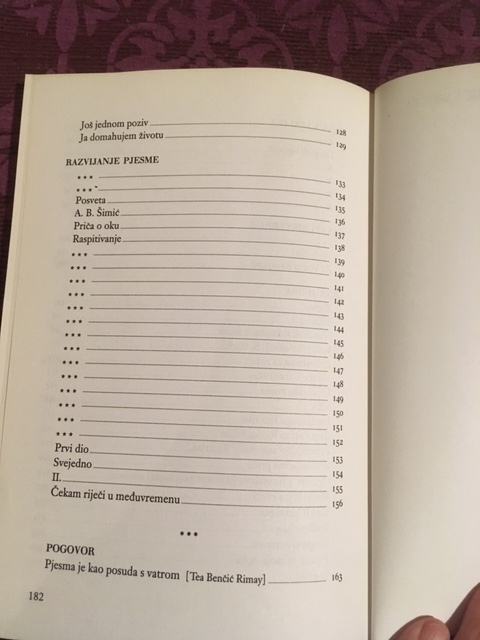 Još jednom poziv 128
Ja domahujem životu 129
RAZVIJANJE PJESME
*** 133
*** 134
Posveta 135
A. B. Šimić 136
Priča o oku 137
Raspitivanje 138
*** 139
*** 140
*** 141
*** 142
*** 143
*** 144
*** 145
*** 146
*** 147
*** 148
*** 149
*** 150
*** 151
*** 152
Prvi dio 153
Svejedno 154
II. 155
Čekam riječi u međuvremenu 156
***
POGOVOR
Pjesma je kao posuda s vatrom [Tea Benčić Rimay] 163
182